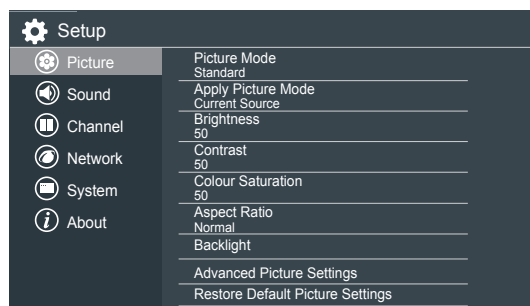 Setup
Picture
Sound
Channel
Network
System
About
Picture Mode
Standard
Apply Picture Mode
Current Source
Brightness
50
Contrast
50
Colour Saturation
50
Aspect Ratio
Normal
Backlight
Advanced Picture Settings
Restore Default Picture Settings